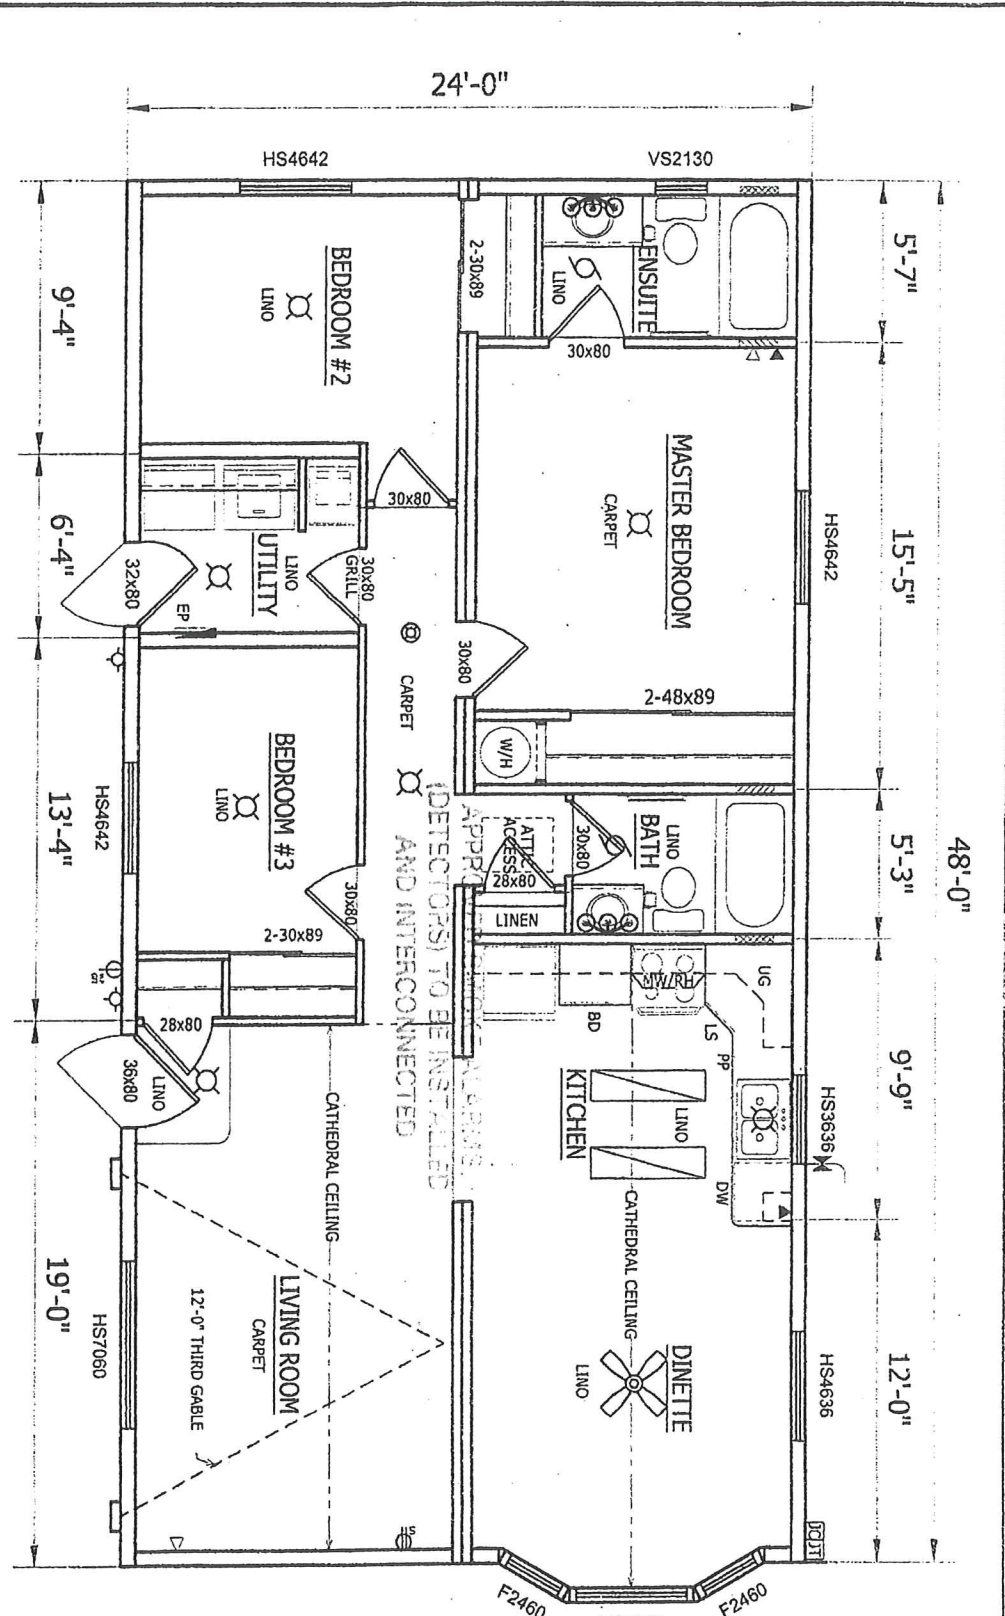 24'-0"
HS4642
VS2130
48'-0"
5'-7"
15'-5"
5'-3"
9'-9"
12'-0"
9'-4"
6'-4"
13'-4"
19'-0"
BEDROOM #2
LINO
2-30x89
ENSUITE
LINO
30x80
MASTER BEDROOM
CARPET
HS4642
30x80
2-48x89
W/H
30x80
UTILITY
LINO
30x80
GRILL
32x80
EP
CARPET
BEDROOM #3
LINO
30x80
2-30x89
HS4642
28x80
36x80
LINO
BATH
LINO
30x80
ATT.
ACCESS
28x80
LINEN
(DETECTORS) TO BE INSTALLED
AND INTERCONNECTED
UG
MW/RH
BD
LS
PP
KITCHEN
LINO
DW
HS3636
CATHEDRAL CEILING
CATHEDRAL CEILING
DINETTE
LINO
HS4636
LIVING ROOM
CARPET
12'-0" THIRD GABLE
HS7060
JC
JT
F2460
F2460